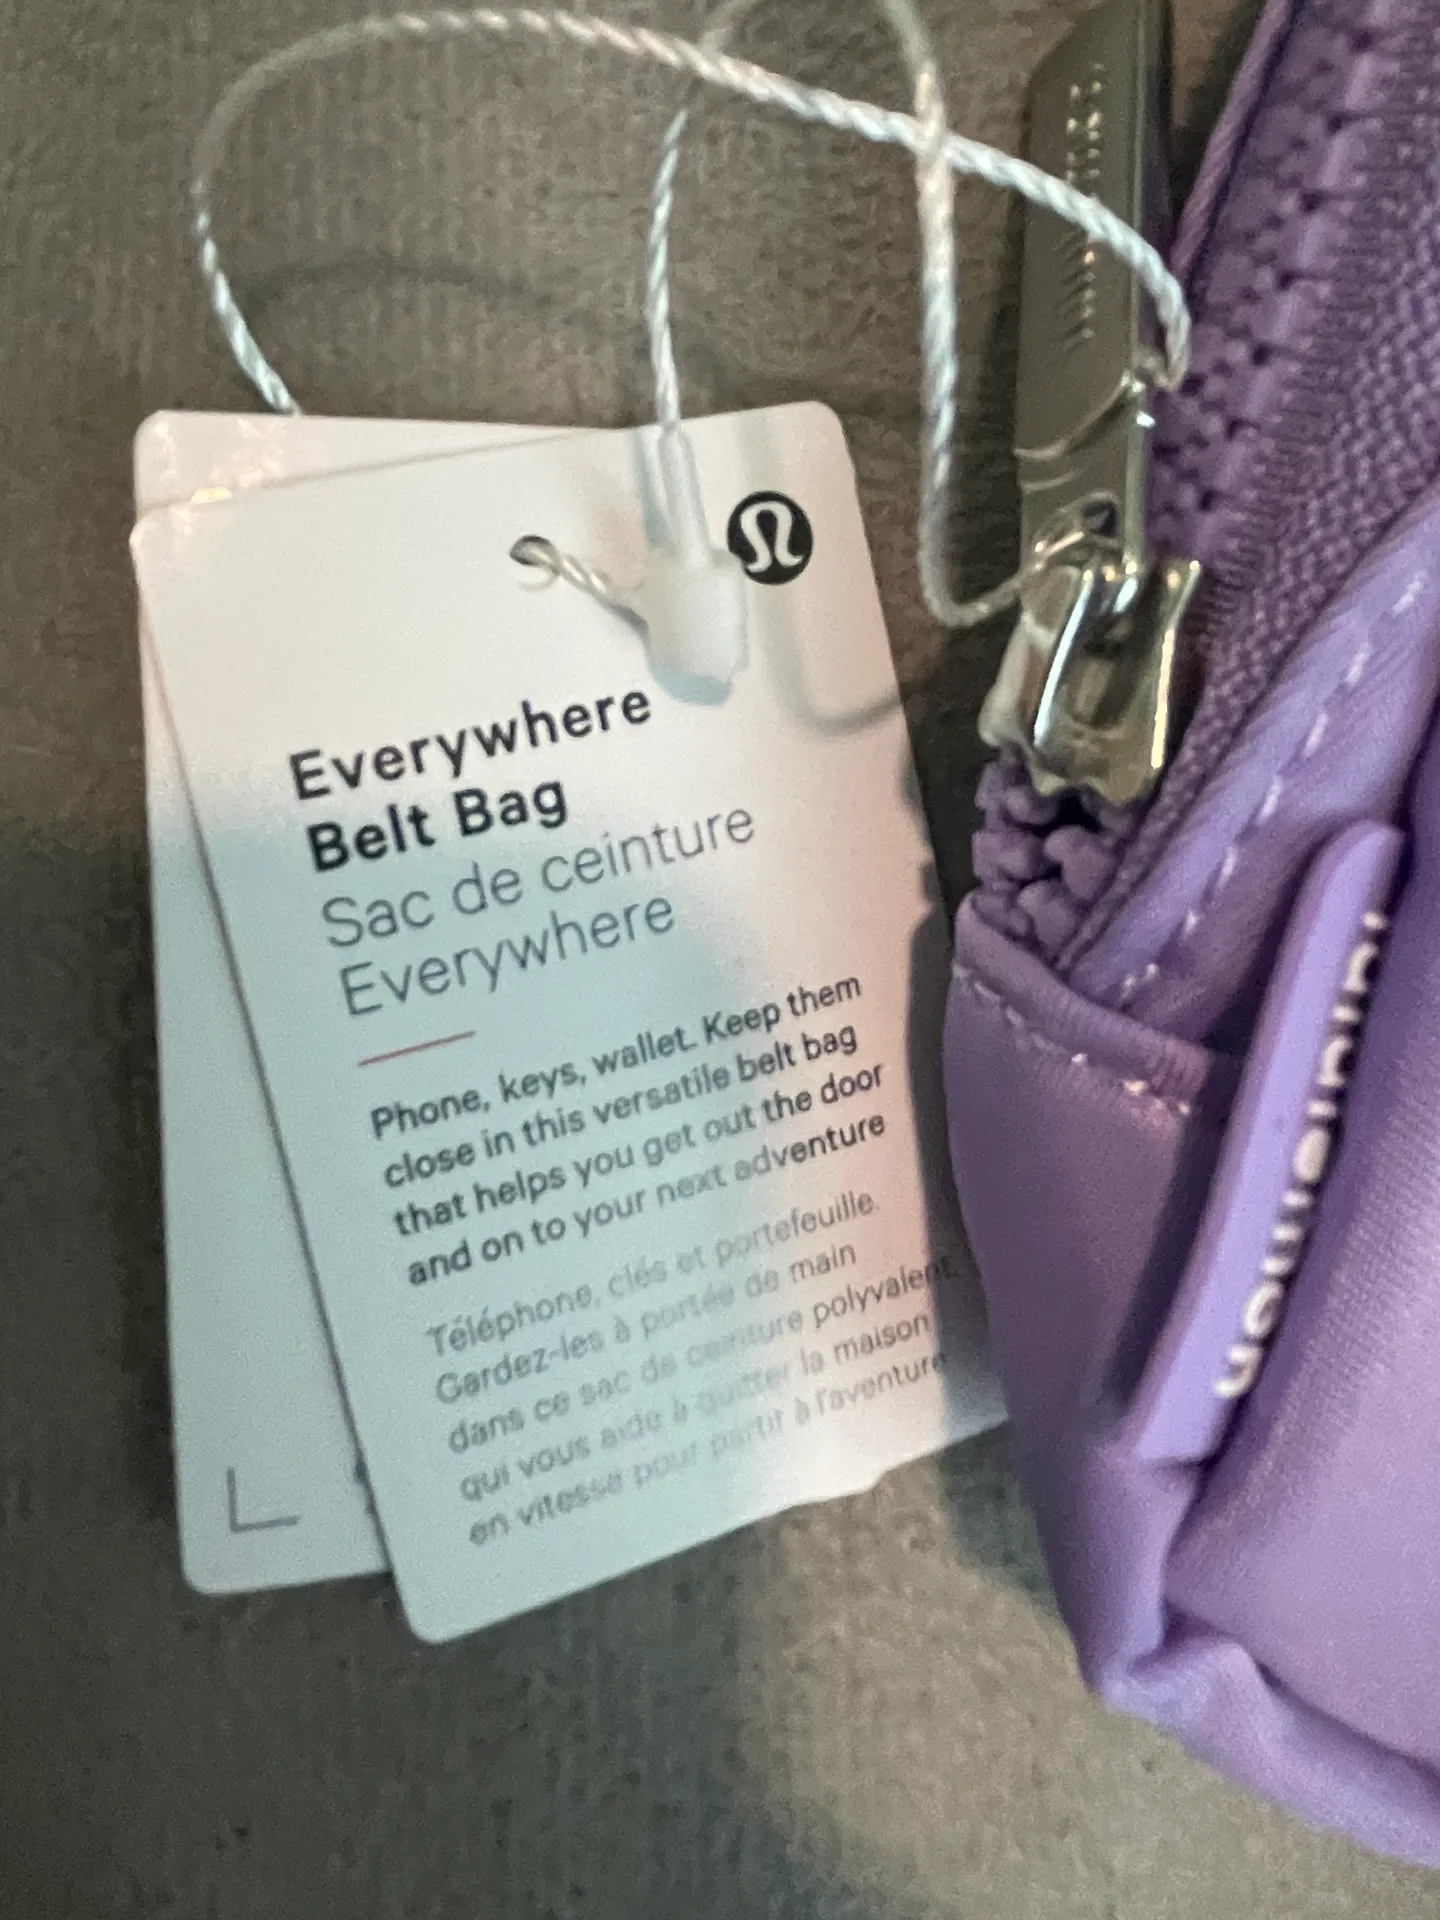 Everywhere
Belt Bag
Sac de ceinture
Everywhere
Phone, keys, wallet. Keep them
close in this versatile belt bag
that helps you get out the door
and on to your next adventure
Téléphone, clés et portefeuille.
Gardez-les à portée de main
dans ce sac de ceinture polyvalent,
qui vous aide à quitter la maison
en vitesse pour partir à l'aventure
lululemon